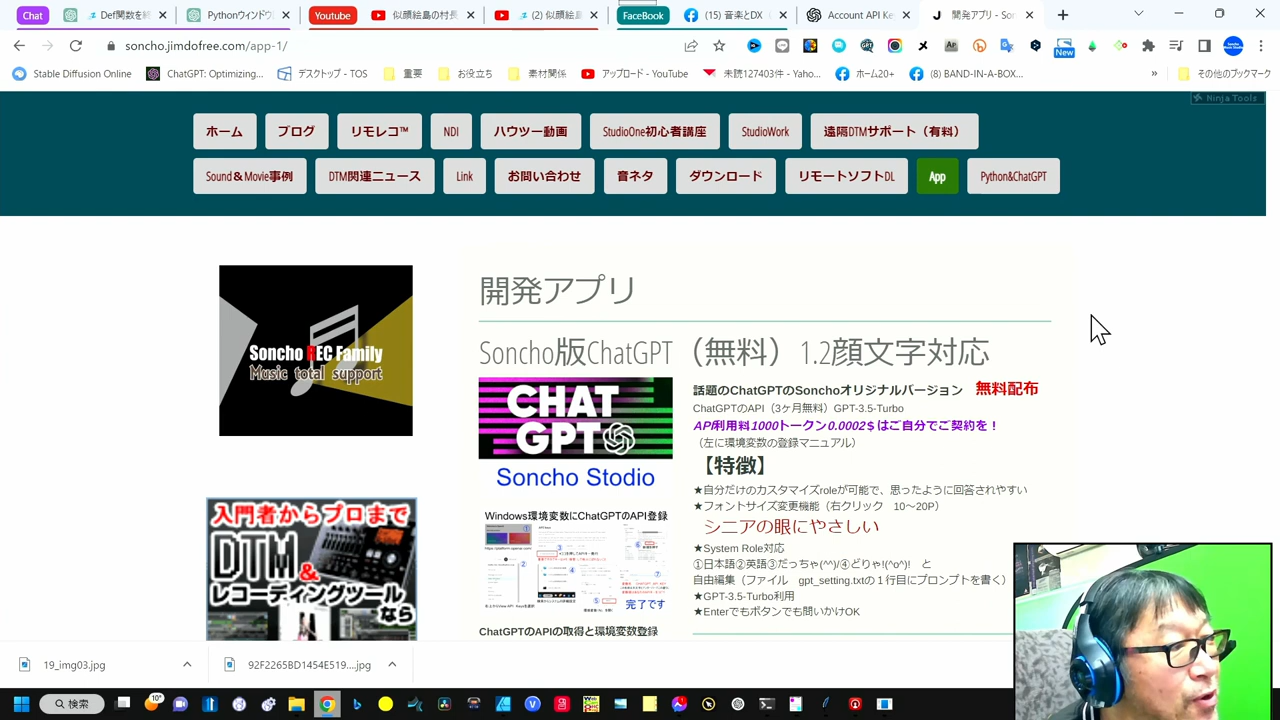 Chat
Def関数を終
Pythonウィンドウ
Youtube
似顔絵島の村長
(2) 似顔絵島
FaceBook
(15) 音楽とDX
Account API Ke
開発アプリ - Son
soncho.jimdofree.com/app-1/
New
Stable Diffusion Online
ChatGPT: Optimizing...
デスクトップ - TOS
重要
お役立ち
素材関係
アップロード - YouTube
未読127403件 - Yaho...
ホーム20+
(8) BAND-IN-A-BOX...
»
その他のブックマーク
Ninja Tools
ホーム
ブログ
リモレコ™
NDI
ハウツー動画
StudioOne初心者講座
StudioWork
遠隔DTMサポート（有料）
Sound＆Movie事例
DTM関連ニュース
Link
お問い合わせ
音ネタ
ダウンロード
リモートソフトDL
App
Python&ChatGPT
開発アプリ
Soncho版ChatGPT（無料）1.2顔文字対応
Soncho REC Family
Music total support
CHAT
GPT
Soncho Stodio
話題のChatGPTのSonchoオリジナルバージョン　無料配布
ChatGPTのAPI（3ヶ月無料）GPT-3.5-Turbo
API利用料1000トークン0.0002＄はご自分でご契約を！
（左に環境変数の登録マニュアル）
【特徴】
★自分だけのカスタマイズroleが可能で、思ったように回答されやすい
★フォントサイズ変更機能（右クリック　10～20P）
シニアの眼にやさしい
★System Role対応
自由編集（ファイル　gpt_setting.txtの１行目にプロンプトを書く）
★GPT-3.5-Turbo利用
★EnterでもボタンでもOK問いかけOK
Windows環境変数にChatGPTのAPI登録
完了です
ChatGPTのAPIの取得と環境変数登録
入門者からプロまで
DTM
&
レコーディングツール
なら
19_img03.jpg
92F2265BD1454E519....jpg
検索
10°